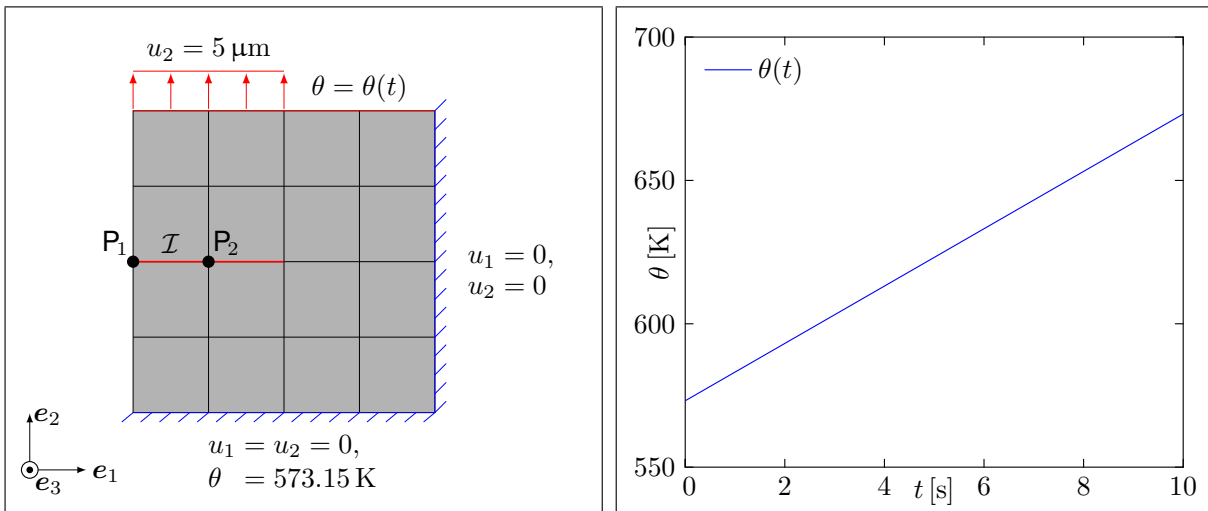 u₂ = 5 µm
θ = θ(t)
P₁ 𝓘 P₂
u₁ = 0,
u₂ = 0
e₂
e₁
e₃
u₁ = u₂ = 0,
θ = 573.15 K
700
650
600
550
θ [K]
θ(t)
0 2 4 6 8 10
t [s]